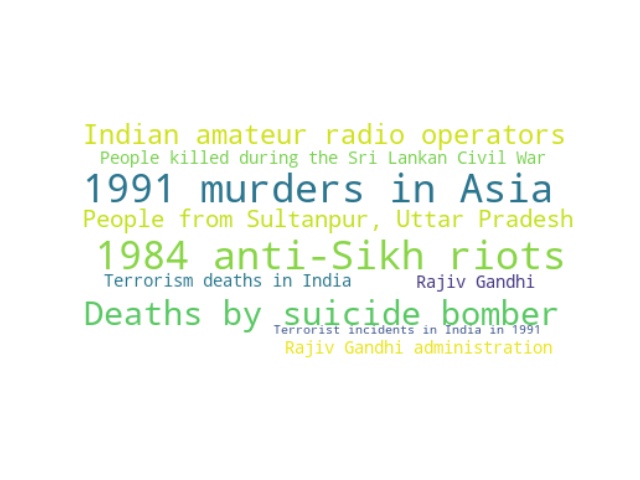 Indian amateur radio operators
People killed during the Sri Lankan Civil War
1991 murders in Asia
People from Sultanpur, Uttar Pradesh
1984 anti-Sikh riots
Terrorism deaths in India
Rajiv Gandhi
Deaths by suicide bomber
Terrorist incidents in India in 1991
Rajiv Gandhi administration